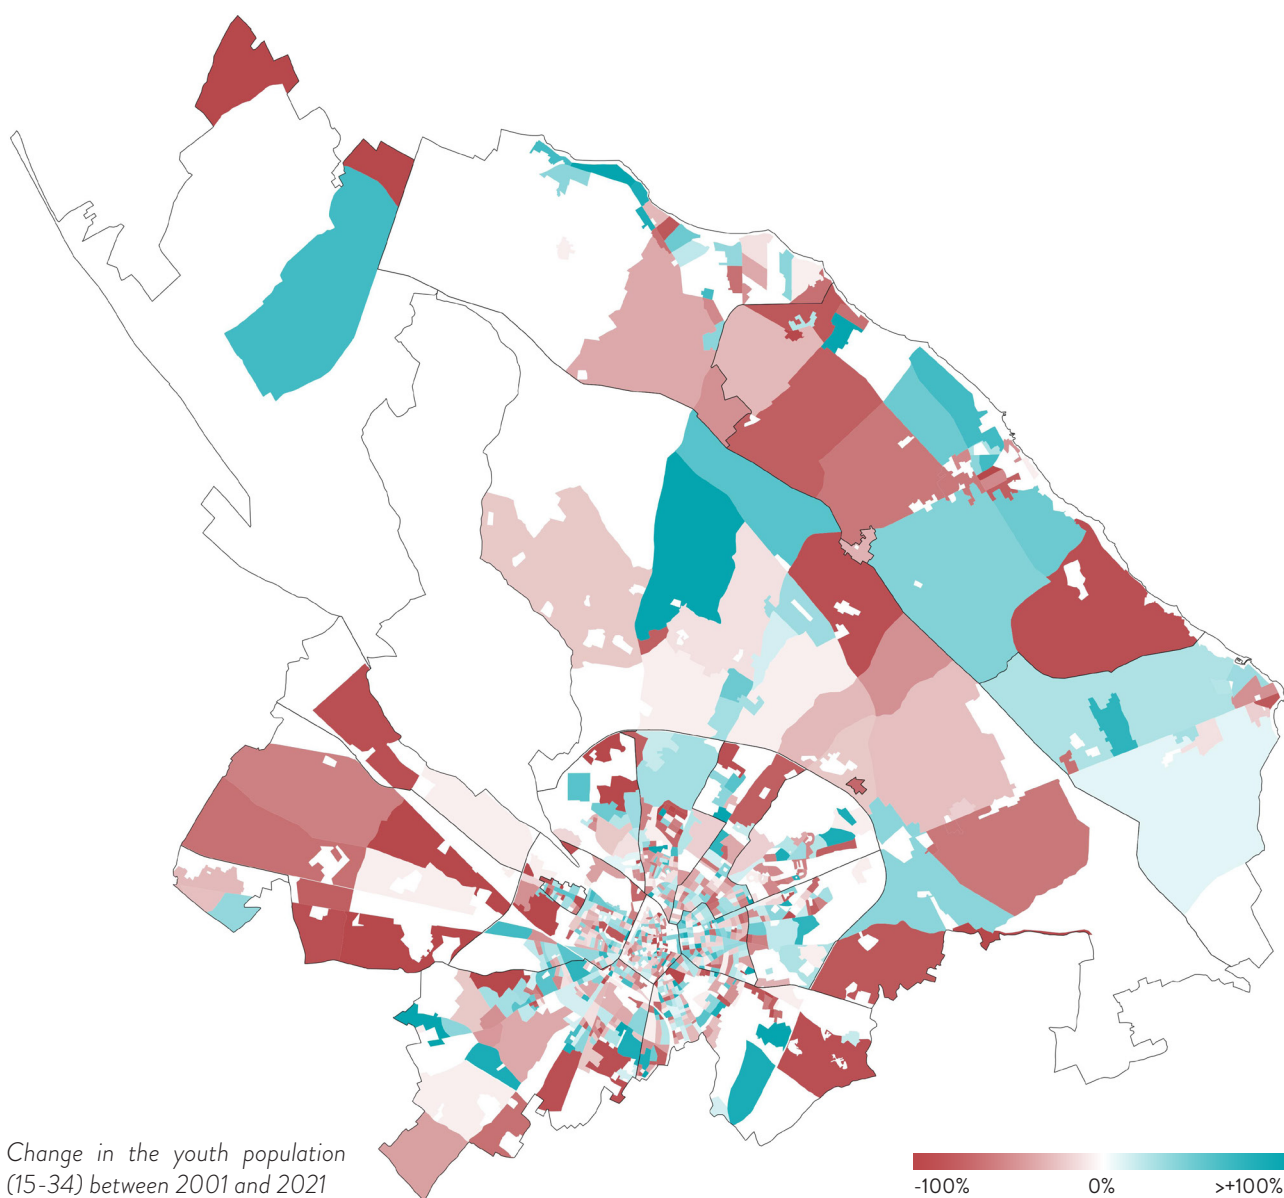 Change in the youth population
(15-34) between 2001 and 2021
-100% 0% >+100%